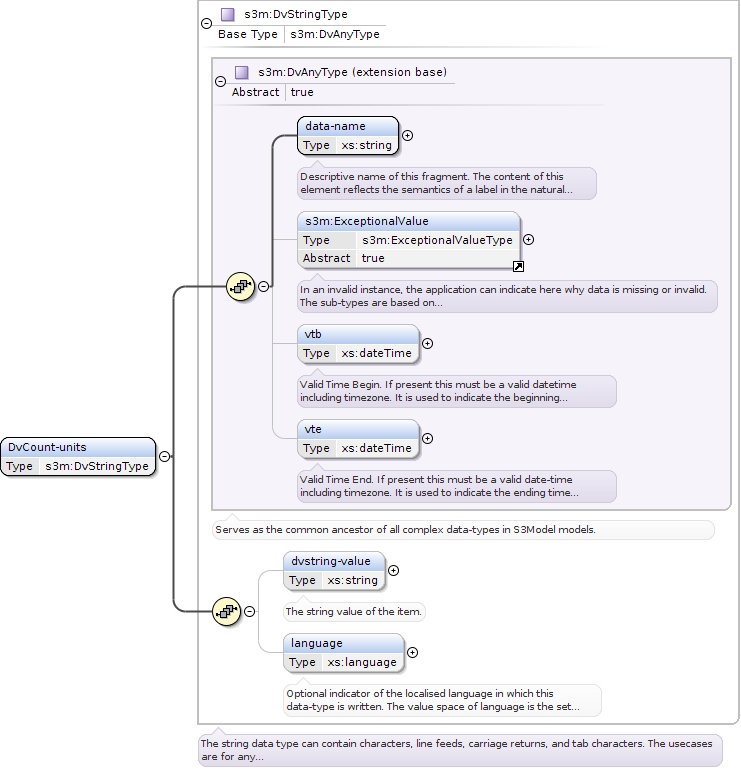 s3m:DvStringType
Base Type s3m:DvAnyType
s3m:DvAnyType (extension base)
Abstract true
data-name
Type xs:string
Descriptive name of this fragment. The content of this
element reflects the semantics of a label in the natural...
s3m:ExceptionalValue
Type s3m:ExceptionalValueType
Abstract true
In an invalid instance, the application can indicate here why data is missing or invalid.
The sub-types are based on...
vtb
Type xs:dateTime
Valid Time Begin. If present this must be a valid datetime
including timezone. It is used to indicate the beginning...
vte
Type xs:dateTime
Valid Time End. If present this must be a valid date-time
including timezone. It is used to indicate the ending time...
DvCount-units
Type s3m:DvStringType
Serves as the common ancestor of all complex data-types in S3Model models.
dvstring-value
Type xs:string
The string value of the item.
language
Type xs:language
Optional indicator of the localised language in which this
data-type is written. The value space of language is the set...
The string data type can contain characters, line feeds, carriage returns, and tab characters. The usecases
are for any...